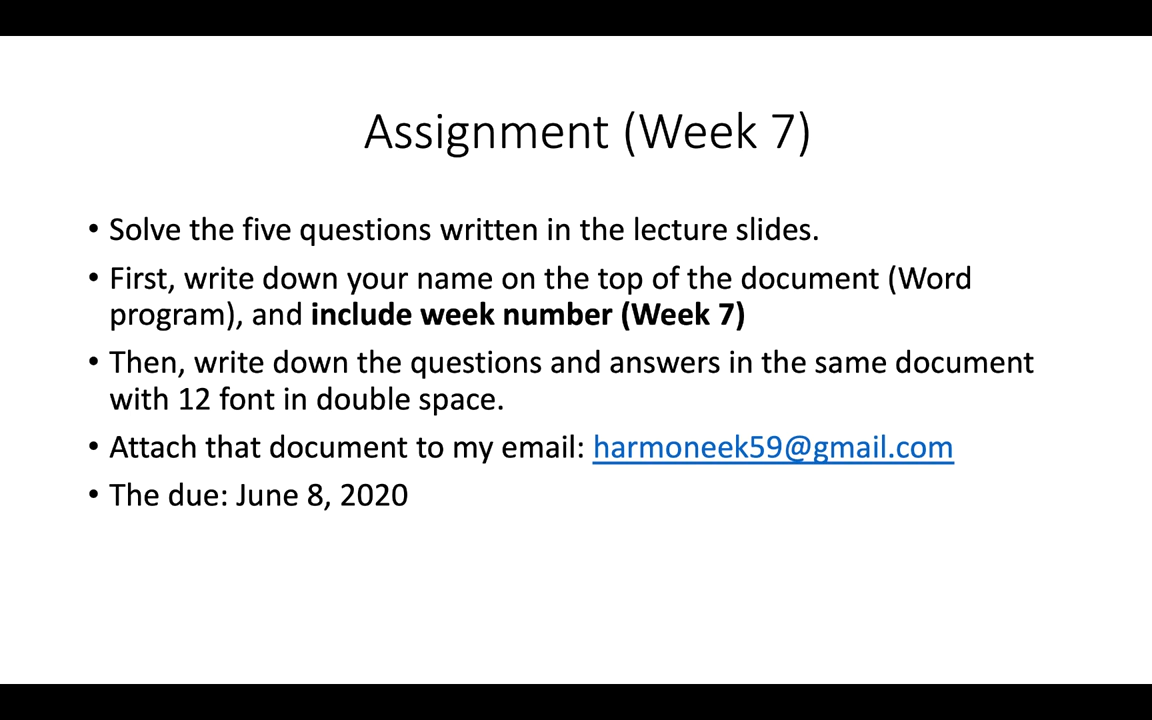 Assignment (Week 7)
• Solve the five questions written in the lecture slides.
• First, write down your name on the top of the document (Word
program), and include week number (Week 7)
• Then, write down the questions and answers in the same document
with 12 font in double space.
• Attach that document to my email: harmoneek59@gmail.com
• The due: June 8, 2020